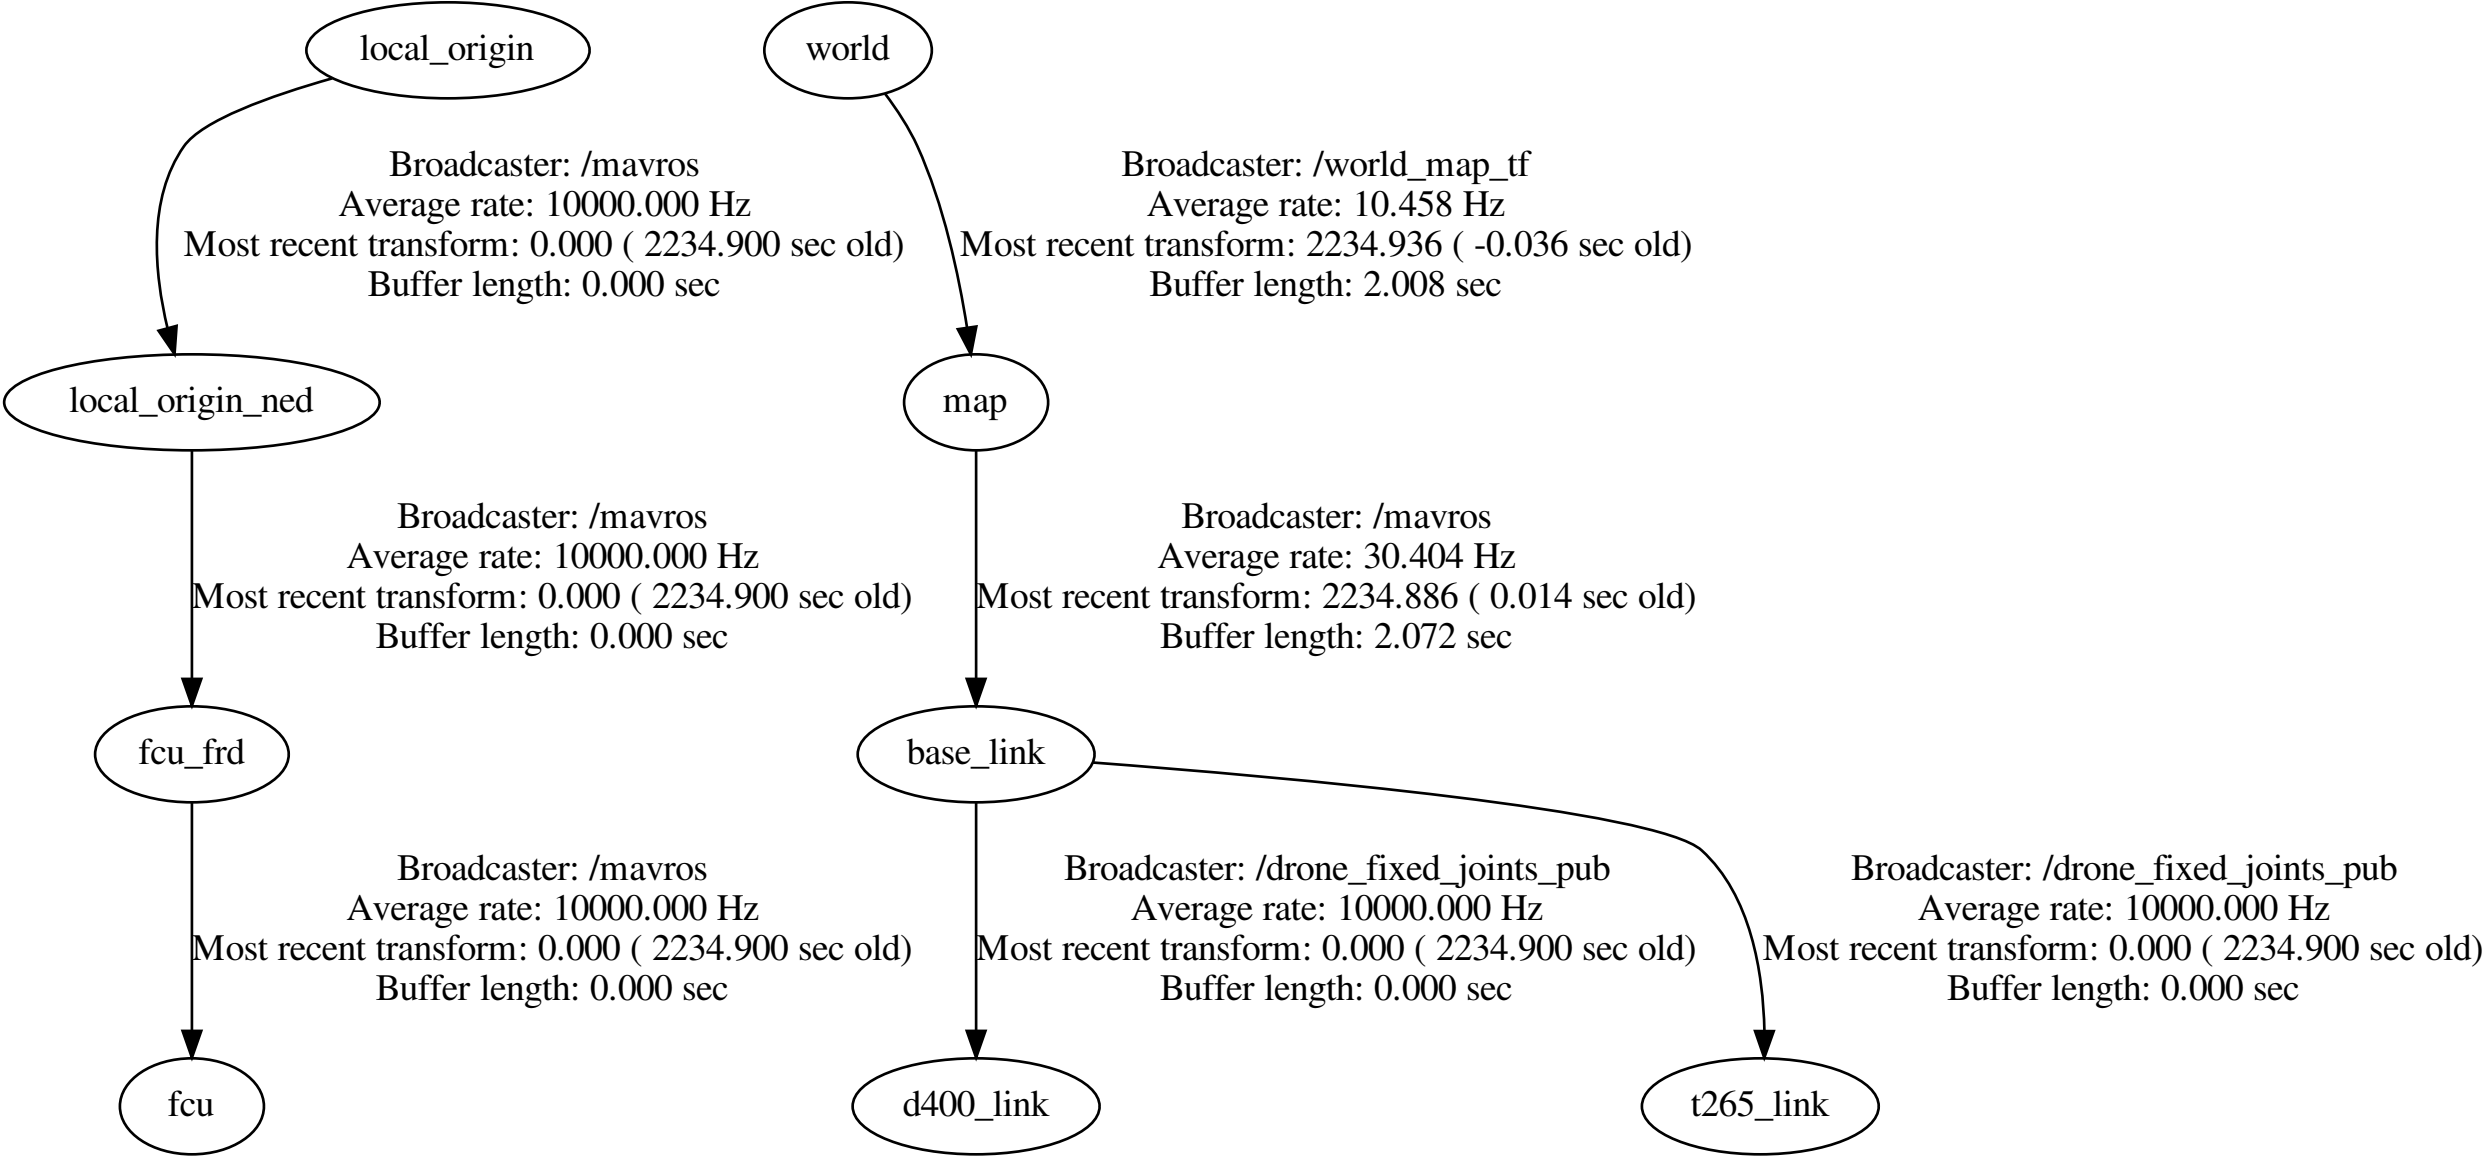 local_origin
world
Broadcaster: /mavros
Average rate: 10000.000 Hz
Most recent transform: 0.000 ( 2234.900 sec old)
Buffer length: 0.000 sec
Broadcaster: /world_map_tf
Average rate: 10.458 Hz
Most recent transform: 2234.936 ( -0.036 sec old)
Buffer length: 2.008 sec
local_origin_ned
map
Broadcaster: /mavros
Average rate: 10000.000 Hz
Most recent transform: 0.000 ( 2234.900 sec old)
Buffer length: 0.000 sec
Broadcaster: /mavros
Average rate: 30.404 Hz
Most recent transform: 2234.886 ( 0.014 sec old)
Buffer length: 2.072 sec
fcu_frd
base_link
Broadcaster: /mavros
Average rate: 10000.000 Hz
Most recent transform: 0.000 ( 2234.900 sec old)
Buffer length: 0.000 sec
Broadcaster: /drone_fixed_joints_pub
Average rate: 10000.000 Hz
Most recent transform: 0.000 ( 2234.900 sec old)
Buffer length: 0.000 sec
Broadcaster: /drone_fixed_joints_pub
Average rate: 10000.000 Hz
Most recent transform: 0.000 ( 2234.900 sec old)
Buffer length: 0.000 sec
fcu
d400_link
t265_link